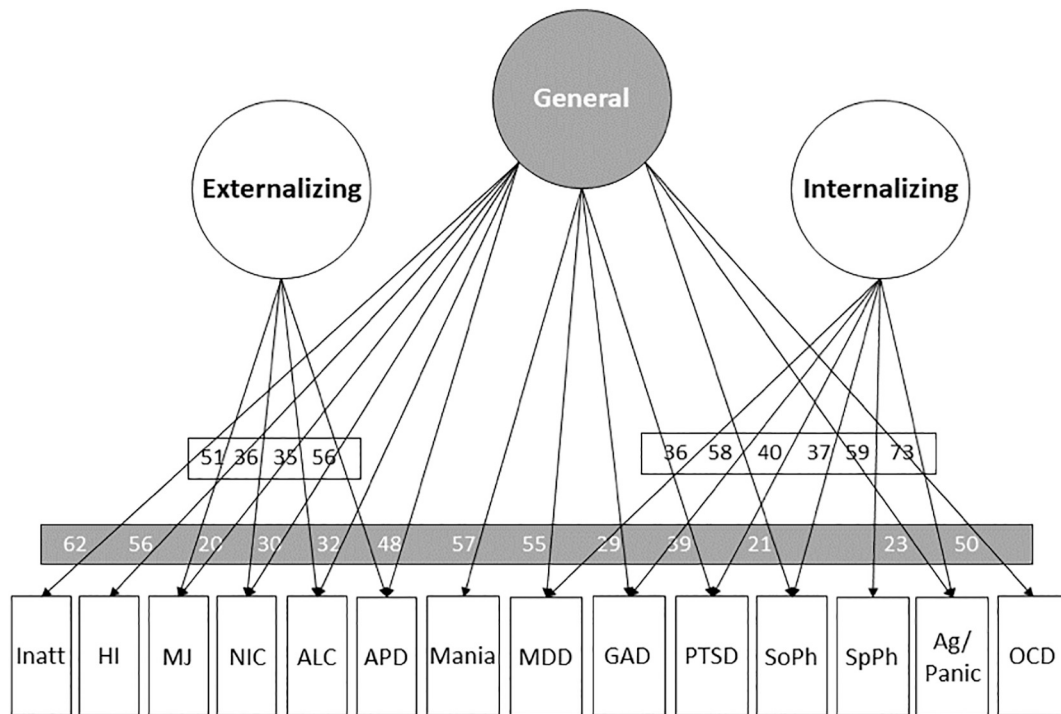 General
Externalizing
Internalizing
51 36 35 56
36 58 40 37 59 73
62 56 20 30 32 48 57 55 29 39 21 23 50
Inatt HI MJ NIC ALC APD Mania MDD GAD PTSD SoPh SpPh Ag/
Panic OCD